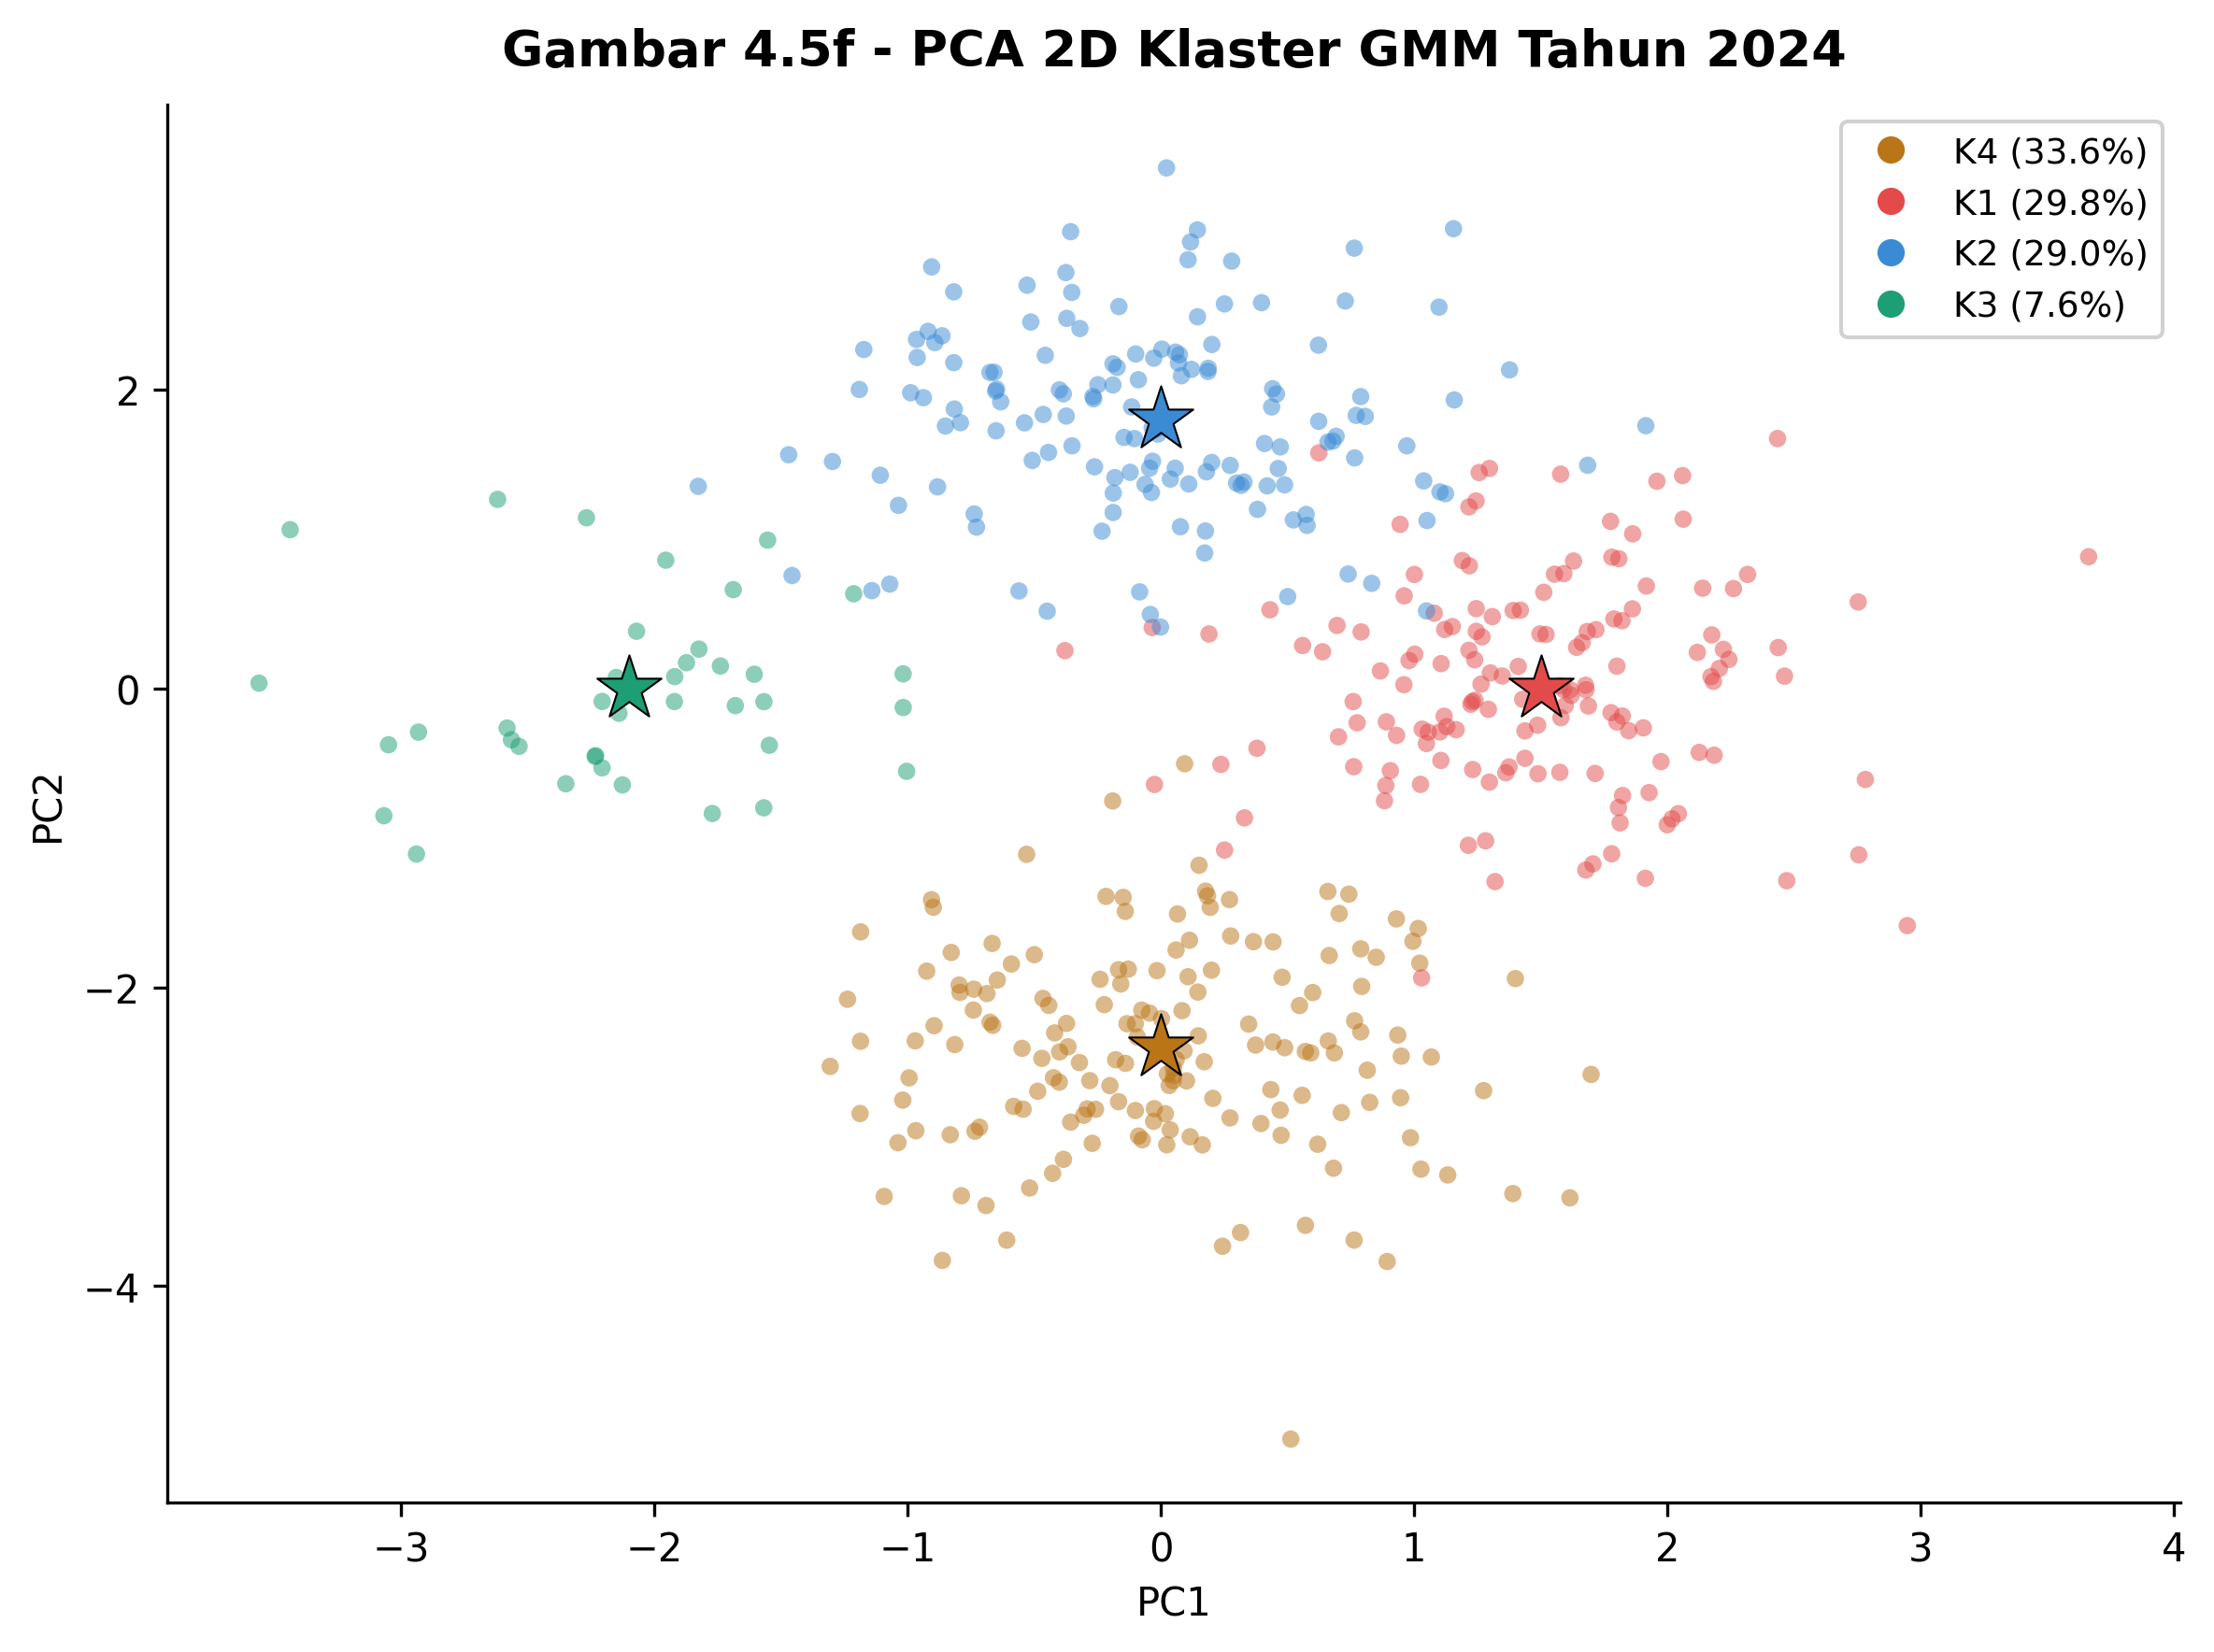 Gambar 4.5f - PCA 2D Klaster GMM Tahun 2024
K4 (33.6%)
K1 (29.8%)
K2 (29.0%)
K3 (7.6%)
PC2
2
0
−2
−4
−3
−2
−1
0
1
2
3
4
PC1